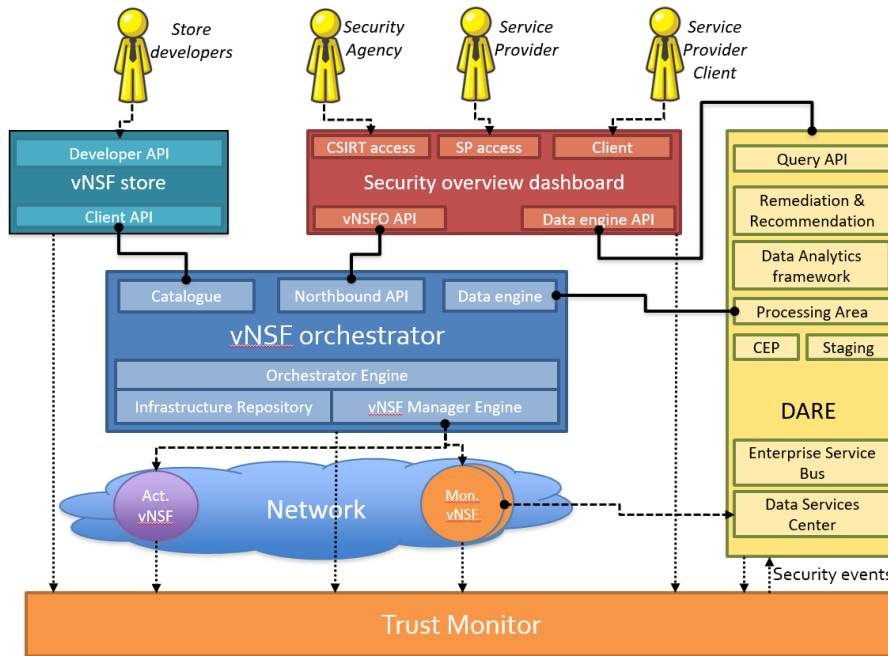 Store
developers
Security
Agency
Service
Provider
Service
Provider
Client
Developer API
vNSF store
Client API
CSIRT access
SP access
Client
Security overview dashboard
vNSFO API
Data engine API
Query API
Remediation &
Recommendation
Data Analytics
framework
Processing Area
CEP
Staging
DARE
Enterprise Service
Bus
Data Services
Center
Catalogue
Northbound API
Data engine
vNSF orchestrator
Orchestrator Engine
Infrastructure Repository
vNSF Manager Engine
Act.
vNSF
Network
Mon.
vNSF
Security events
Trust Monitor